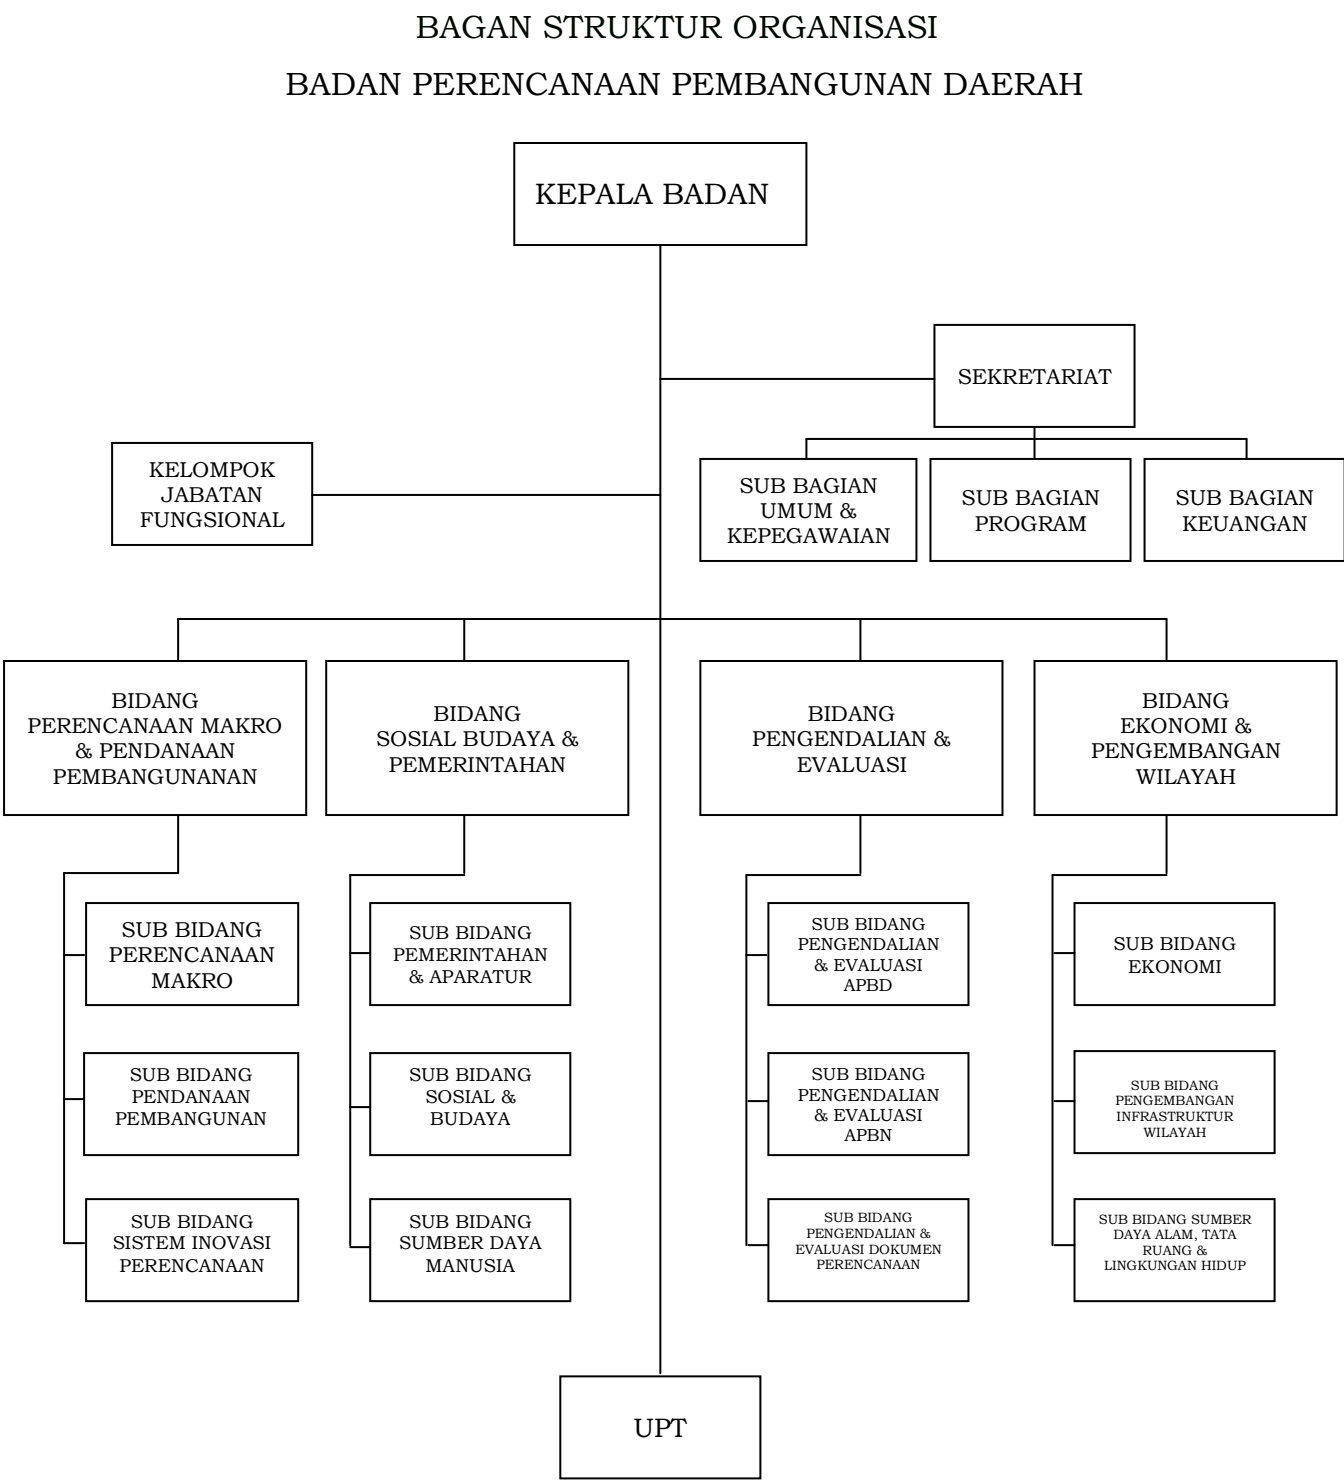 BAGAN STRUKTUR ORGANISASI
BADAN PERENCANAAN PEMBANGUNAN DAERAH
KEPALA BADAN
SEKRETARIAT
KELOMPOK
JABATAN
FUNGSIONAL
SUB BAGIAN
UMUM &
KEPEGAWAIAN
SUB BAGIAN
PROGRAM
SUB BAGIAN
KEUANGAN
BIDANG
PERENCANAAN MAKRO
& PENDANAAN
PEMBANGUNANAN
BIDANG
SOSIAL BUDAYA &
PEMERINTAHAN
BIDANG
PENGENDALIAN &
EVALUASI
BIDANG
EKONOMI &
PENGEMBANGAN
WILAYAH
SUB BIDANG
PERENCANAAN
MAKRO
SUB BIDANG
PEMERINTAHAN
& APARATUR
SUB BIDANG
PENGENDALIAN
& EVALUASI
APBD
SUB BIDANG
EKONOMI
SUB BIDANG
PENDANAAN
PEMBANGUNAN
SUB BIDANG
SOSIAL &
BUDAYA
SUB BIDANG
PENGENDALIAN
& EVALUASI
APBN
SUB BIDANG
PENGEMBANGAN
INFRASTRUKTUR
WILAYAH
SUB BIDANG
SISTEM INOVASI
PERENCANAAN
SUB BIDANG
SUMBER DAYA
MANUSIA
SUB BIDANG
PENGENDALIAN &
EVALUASI DOKUMEN
PERENCANAAN
SUB BIDANG SUMBER
DAYA ALAM, TATA
RUANG &
LINGKUNGAN HIDUP
UPT